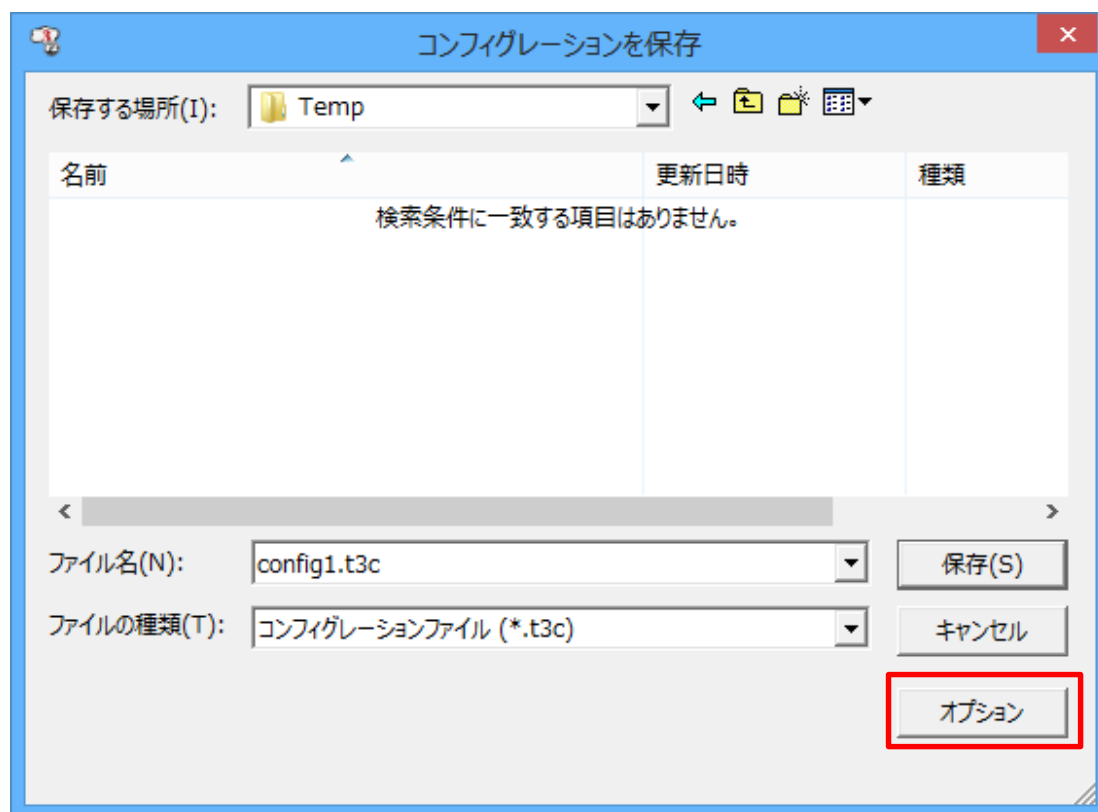 コンフィグレーションを保存
保存する場所(I): Temp
名前 更新日時 種類
検索条件に一致する項目はありません。
ファイル名(N): config1.t3c 保存(S)
ファイルの種類(T): コンフィグレーションファイル (*.t3c) キャンセル
オプション